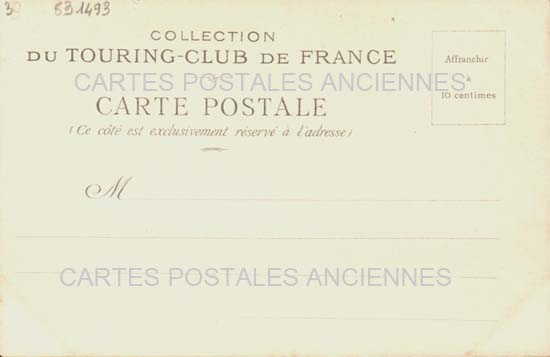 30 831493
COLLECTION
DU TOURING-CLUB DE FRANCE
CARTES POSTALES ANCIENNES
CARTE POSTALE
(Ce côté est exclusivement réservé à l'adresse)
Affranchir
à
10 centimes
M
CARTES POSTALES ANCIENNES